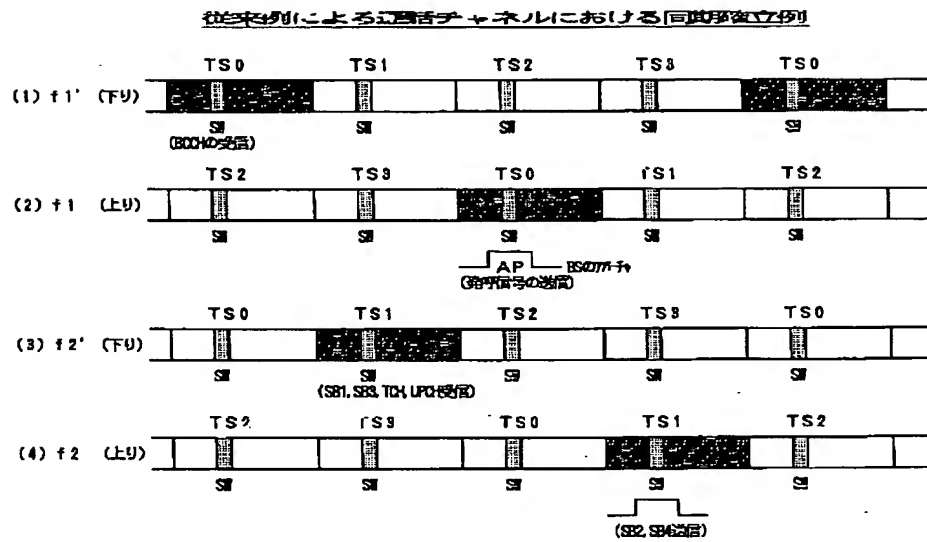 従来例による通話チャネルにおける同期確立例
TS0 TS1 TS2 TS3 TS0
(1) f1' (下り)
SW SW SW SW SW
(BCCHの受信)
TS2 TS3 TS0 TS1 TS2
(2) f1 (上り)
SW SW SW SW SW
AP BSのアパーチャ
(発呼信号の送信)
TS0 TS1 TS2 TS3 TS0
(3) f2' (下り)
SW SW SW SW SW
(SB1, SB3, TCH, UPCH受信)
TS2 TS3 TS0 TS1 TS2
(4) f2 (上り)
SW SW SW SW SW
(SB2, SB4送信)